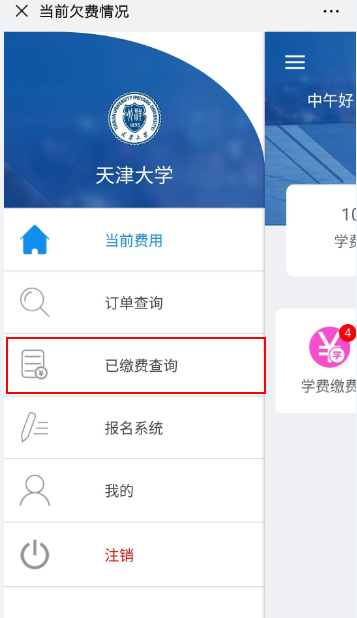 当前欠费情况
中午好
天津大学
10
学费
当前费用
订单查询
4
学费缴费
已缴费查询
报名系统
我的
注销